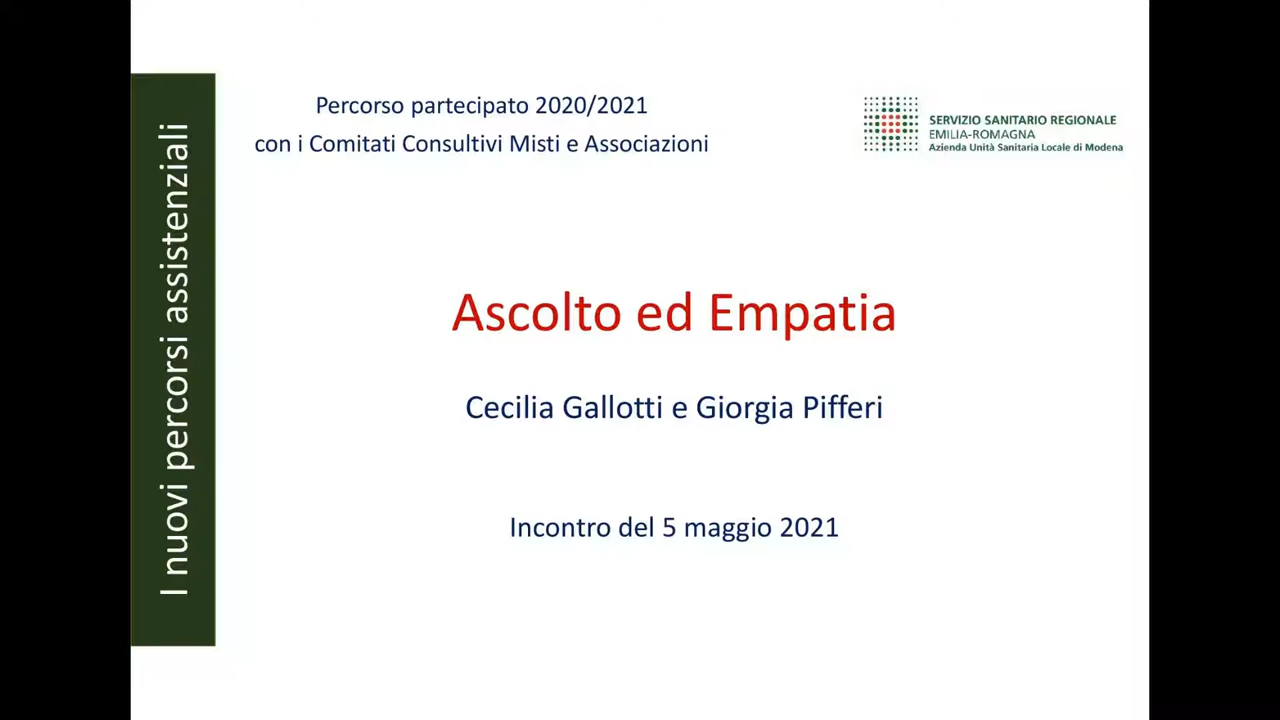 Percorso partecipato 2020/2021
con i Comitati Consultivi Misti e Associazioni
SERVIZIO SANITARIO REGIONALE
EMILIA-ROMAGNA
Azienda Unità Sanitaria Locale di Modena
I nuovi percorsi assistenziali
Ascolto ed Empatia
Cecilia Gallotti e Giorgia Pifferi
Incontro del 5 maggio 2021